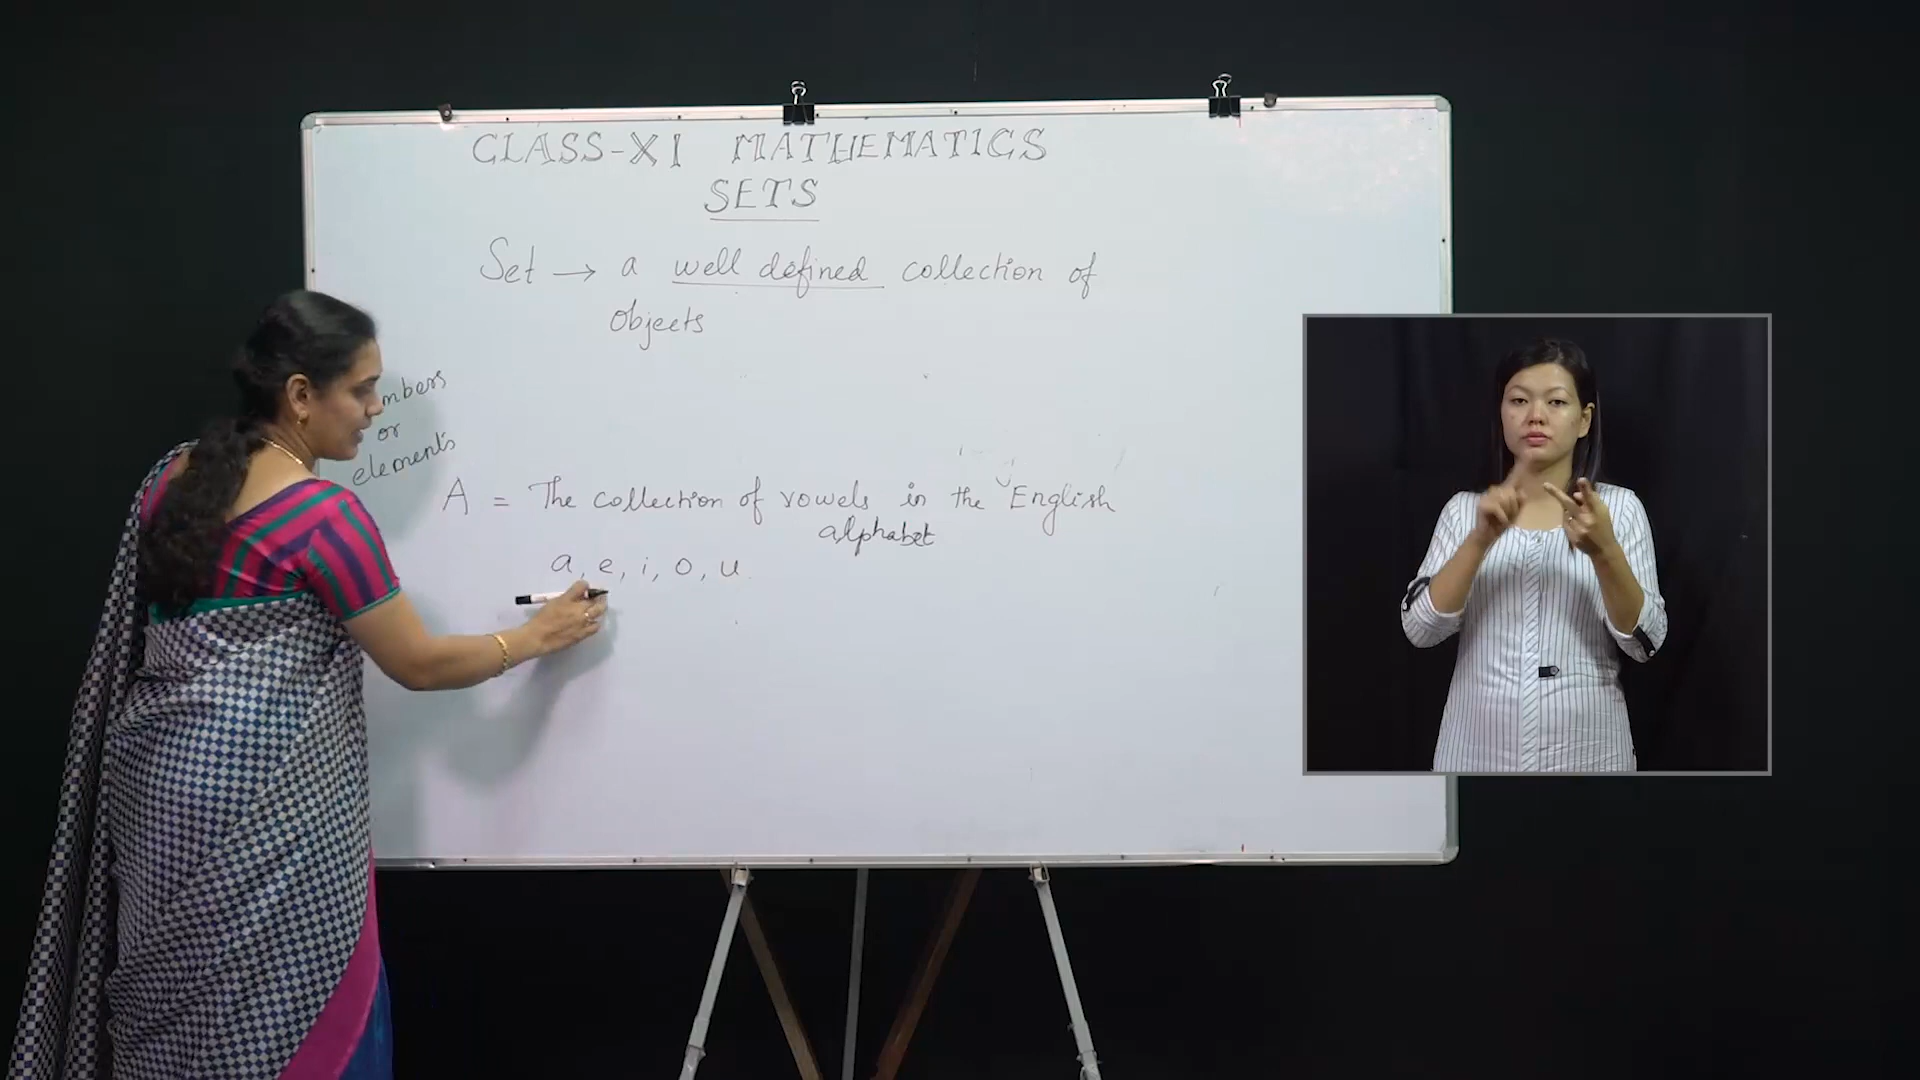 CLASS-XI MATHEMATICS
SETS
Set → a well defined collection of
objects
or
elements
A = The collection of vowels in the English
alphabet
a, e, i, o, u